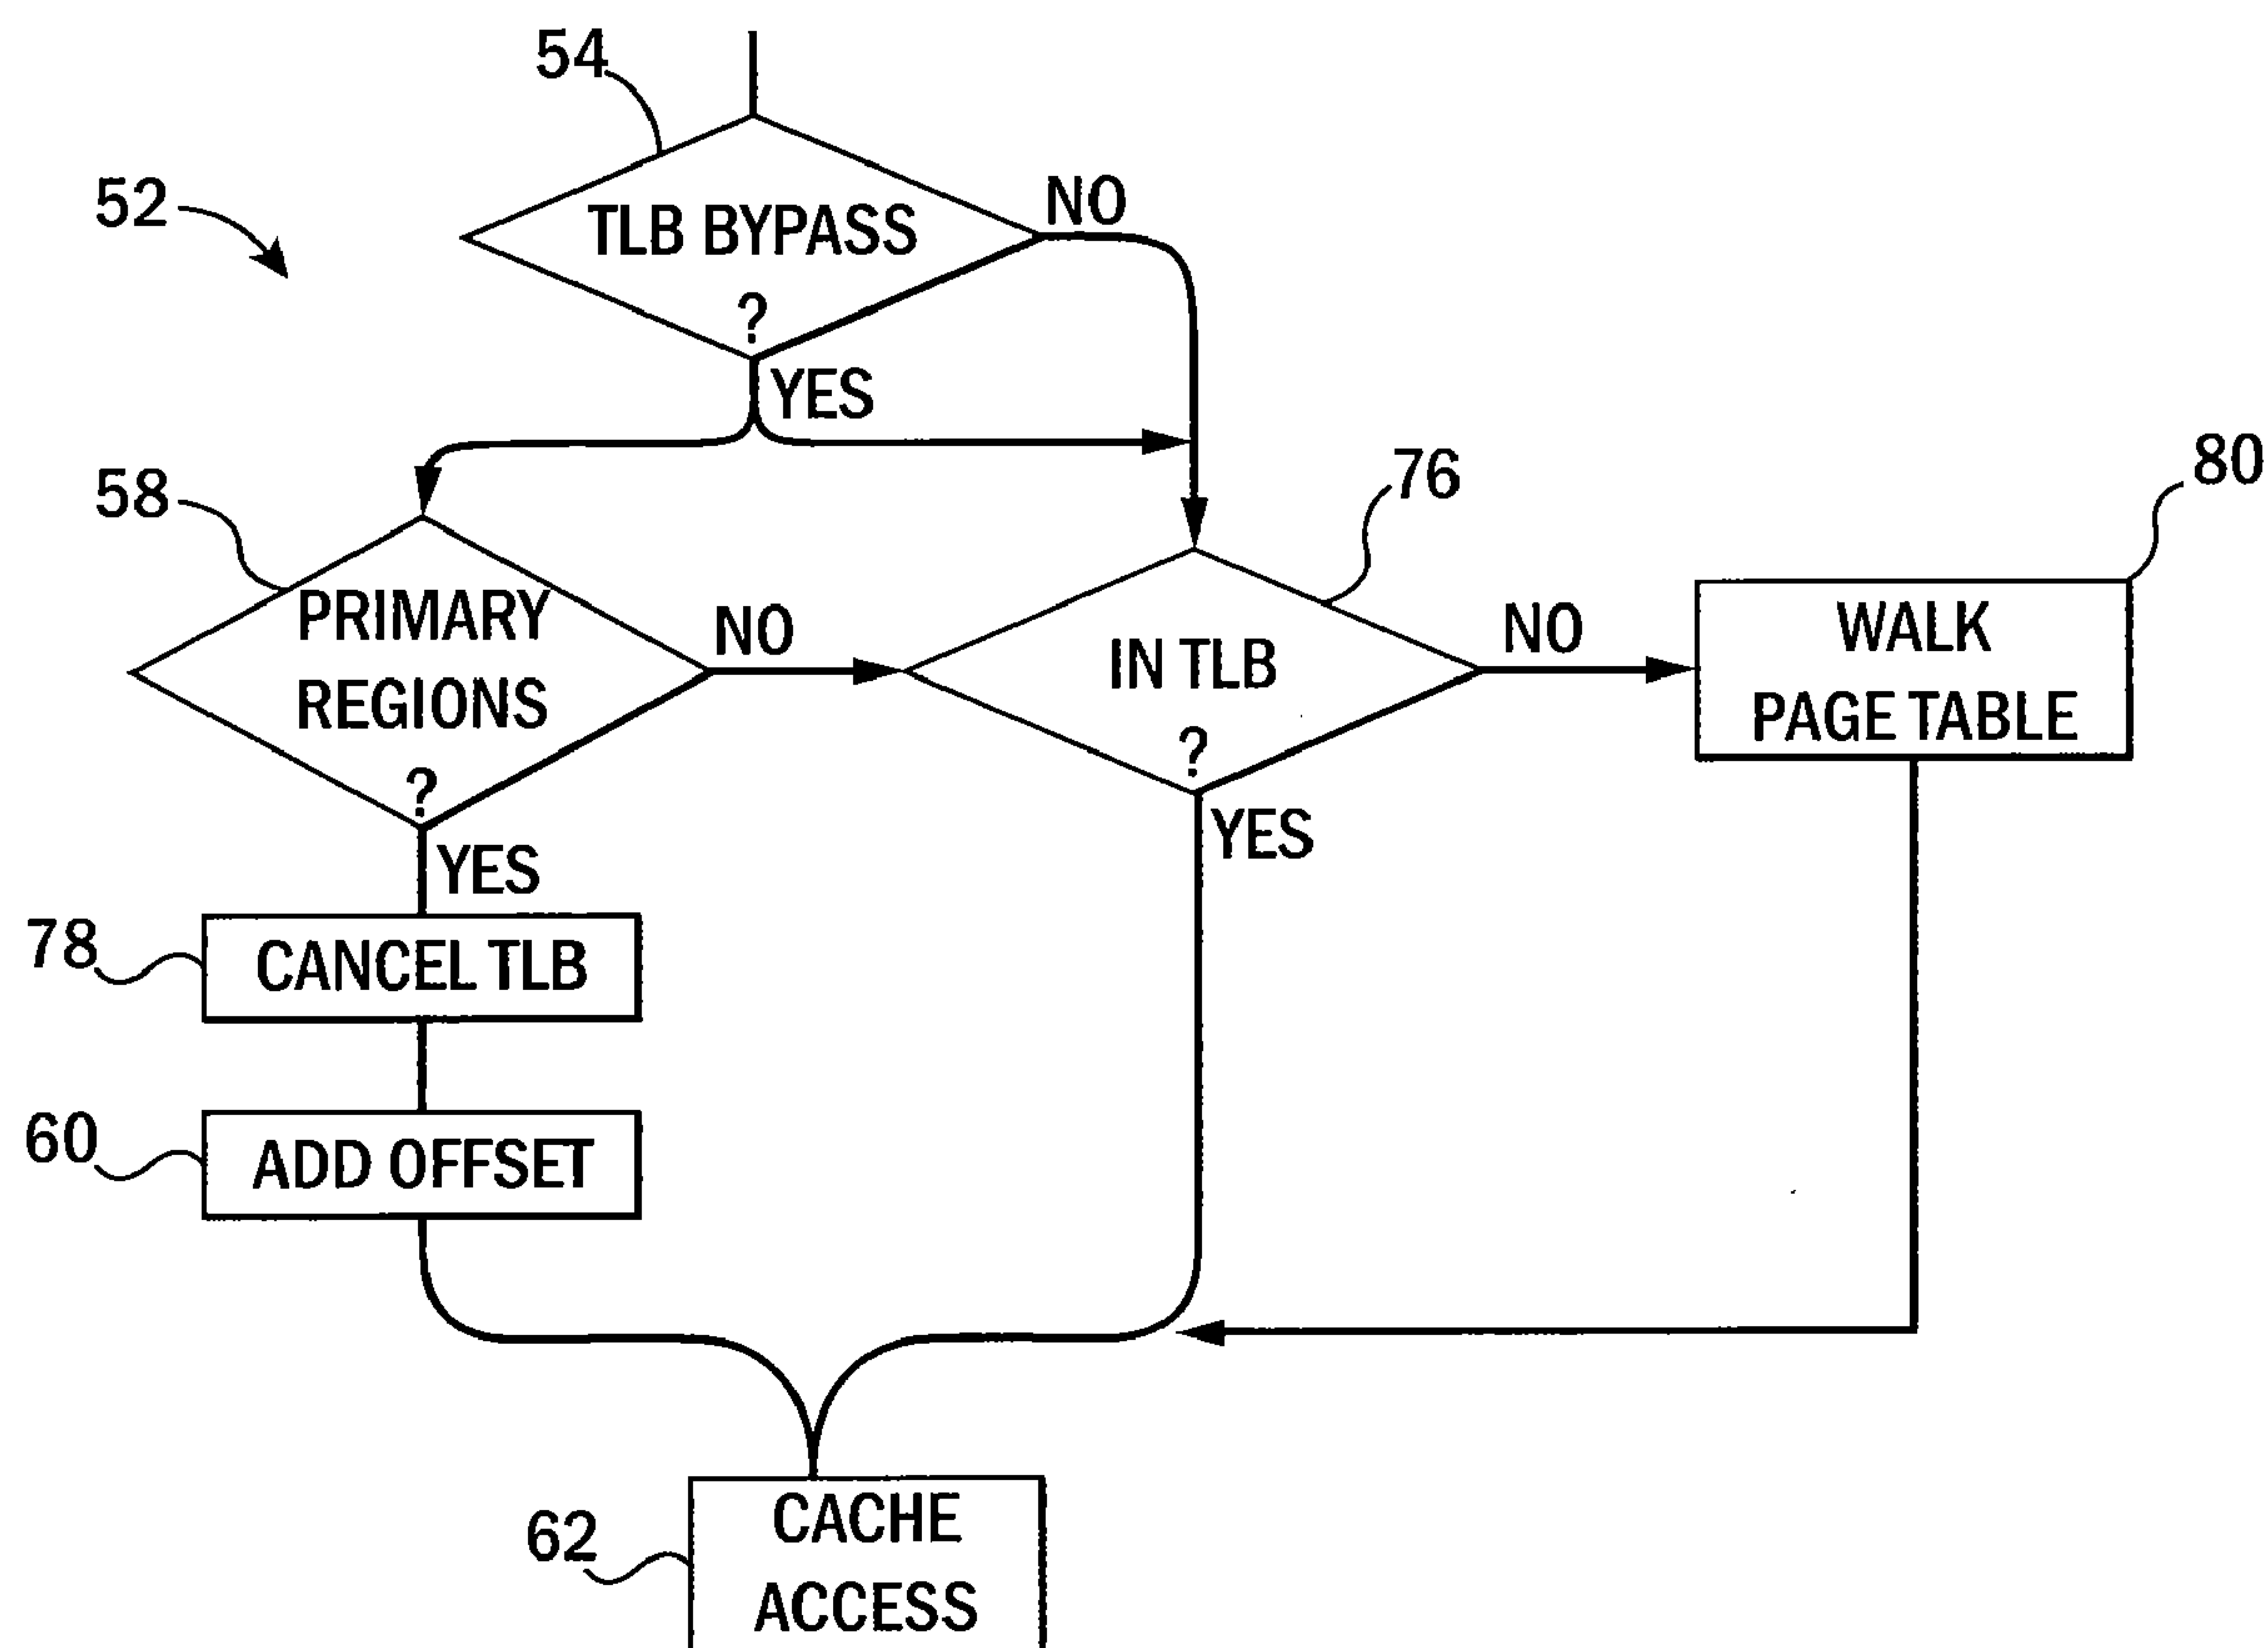 54
52
TLB BYPASS
?
NO
YES
58
76
80
PRIMARY
REGIONS
?
NO
IN TLB
?
NO
WALK
PAGE TABLE
YES
YES
78
CANCEL TLB
60
ADD OFFSET
62
CACHE
ACCESS